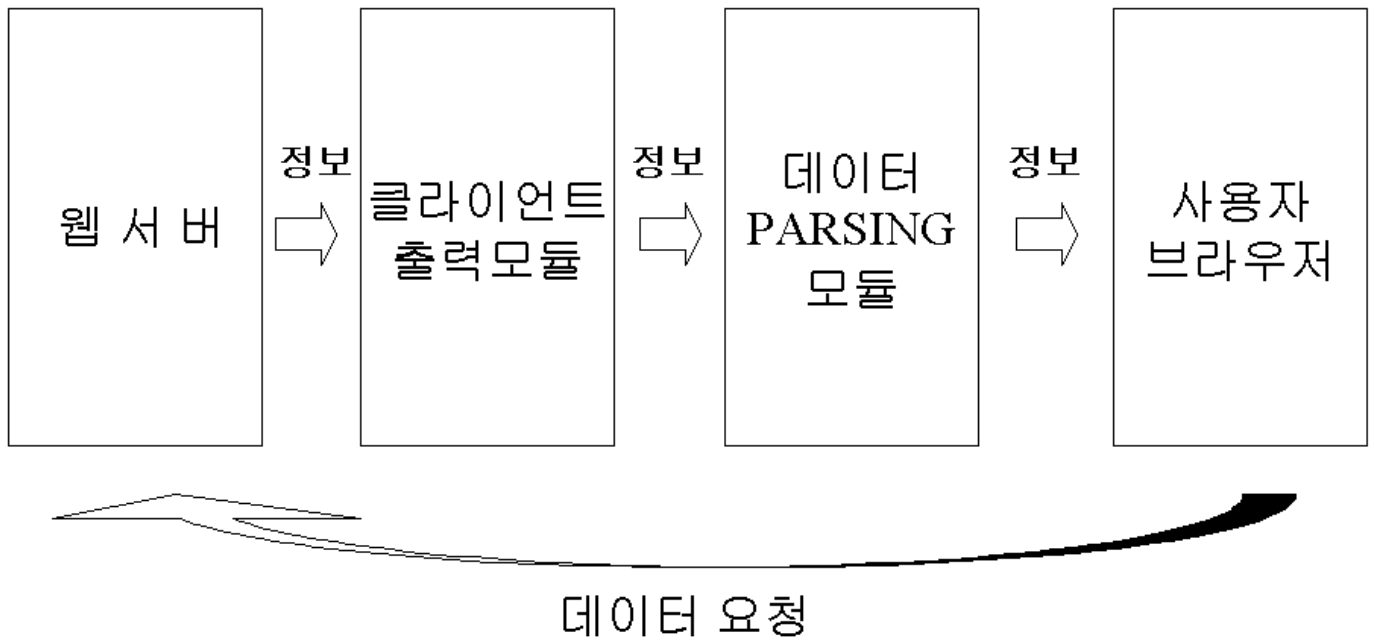 웹 서 버
정보
클라이언트
출력모듈
정보
데이터
PARSING
모듈
정보
사용자
브라우저
데이터 요청